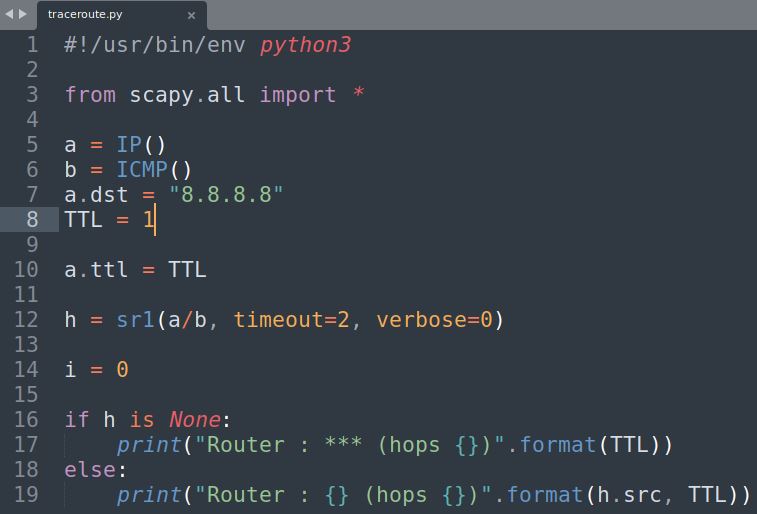 traceroute.py ×
1 #!/usr/bin/env python3
2
3 from scapy.all import *
4
5 a = IP()
6 b = ICMP()
7 a.dst = "8.8.8.8"
8 TTL = 1
9
10 a.ttl = TTL
11
12 h = sr1(a/b, timeout=2, verbose=0)
13
14 i = 0
15
16 if h is None:
17     print("Router : *** (hops {})".format(TTL))
18 else:
19     print("Router : {} (hops {})".format(h.src, TTL))